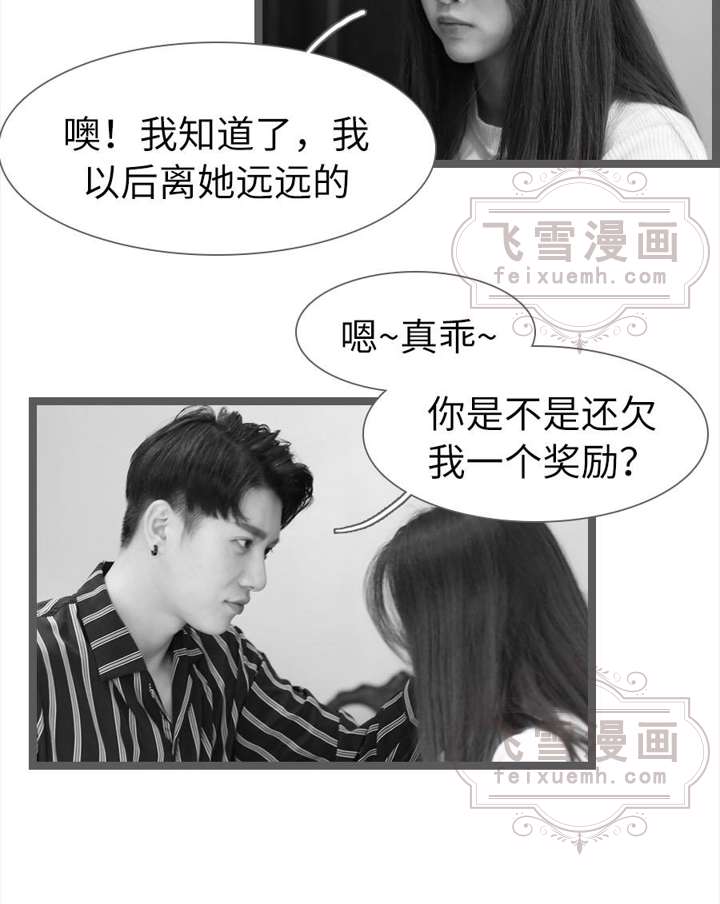 噢！我知道了，我
以后离她远远的
飞雪漫画
feixuemh.com
嗯~真乖~
你是不是还欠
我一个奖励？
飞雪漫画
feixuemh.com